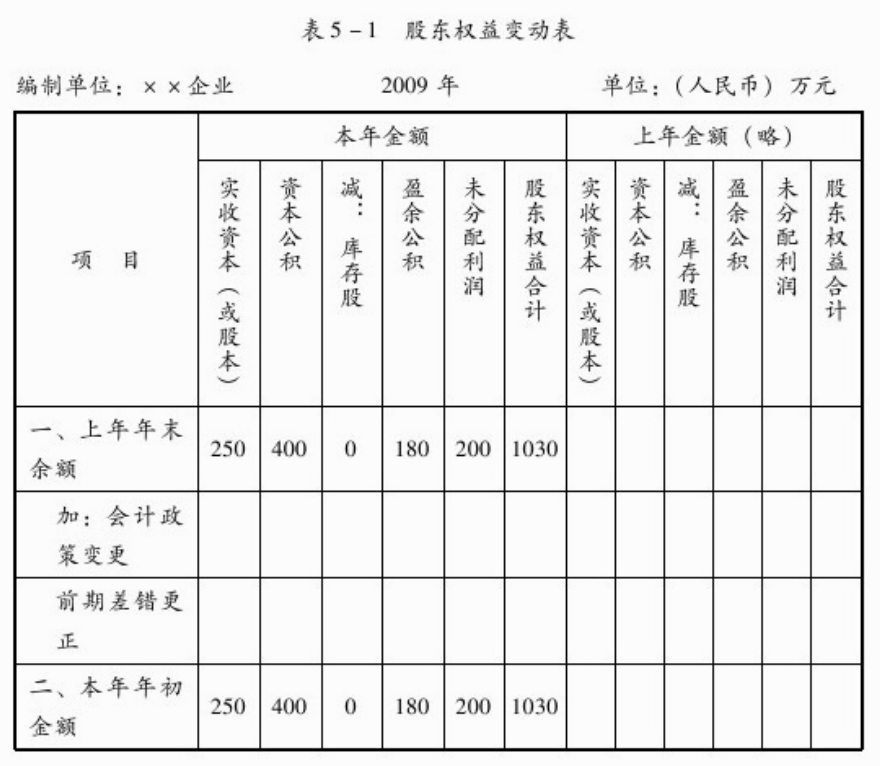 表5-1 股东权益变动表
编制单位：××企业 2009年 单位：（人民币）万元
项 目 本年金额 上年金额（略）
实收资本（或股本） 资本公积 减：库存股 盈余公积 未分配利润 股东权益合计 实收资本（或股本） 资本公积 减：库存股 盈余公积 未分配利润 股东权益合计
一、上年年末
余额 250 400 0 180 200 1030
加：会计政
策变更
前期差错更
正
二、本年年初
金额 250 400 0 180 200 1030